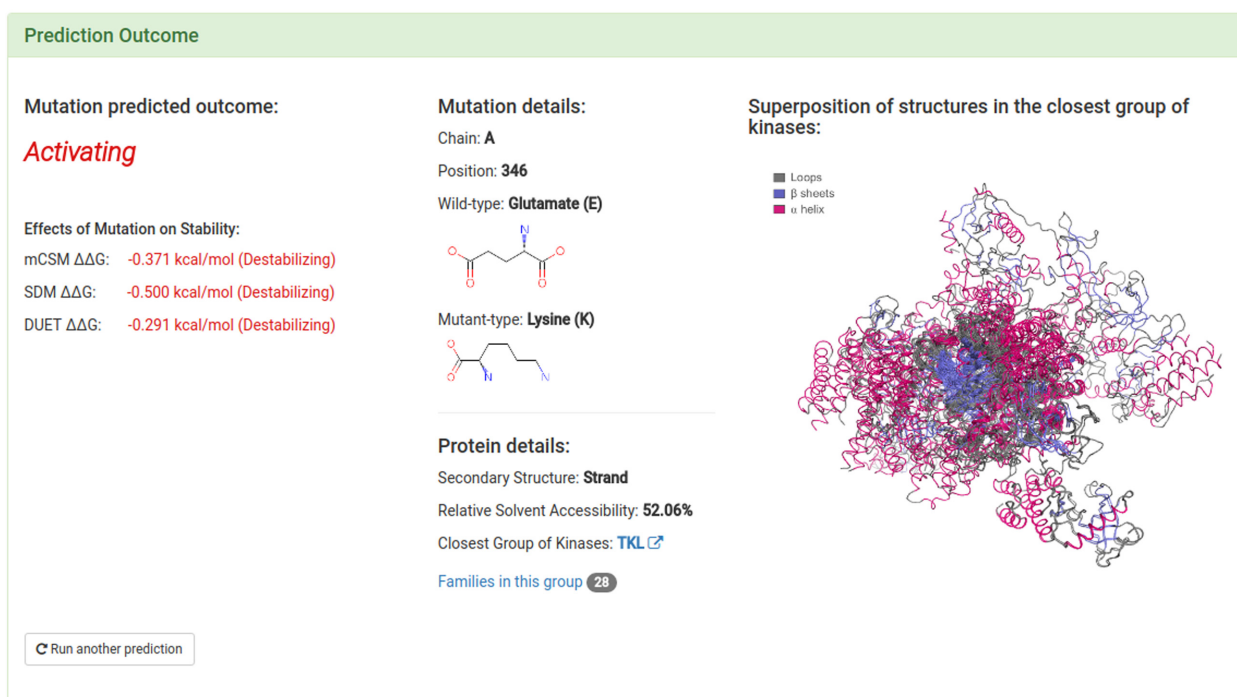 Prediction Outcome
Mutation predicted outcome:
Activating
Effects of Mutation on Stability:
mCSM ΔΔG: -0.371 kcal/mol (Destabilizing)
SDM ΔΔG: -0.500 kcal/mol (Destabilizing)
DUET ΔΔG: -0.291 kcal/mol (Destabilizing)
Run another prediction
Mutation details:
Chain: A
Position: 346
Wild-type: Glutamate (E)
N
O
O
O
O
Mutant-type: Lysine (K)
O
O
N
N
Protein details:
Secondary Structure: Strand
Relative Solvent Accessibility: 52.06%
Closest Group of Kinases: TKL
Families in this group 28
Superposition of structures in the closest group of
kinases:
Loops
β sheets
α helix